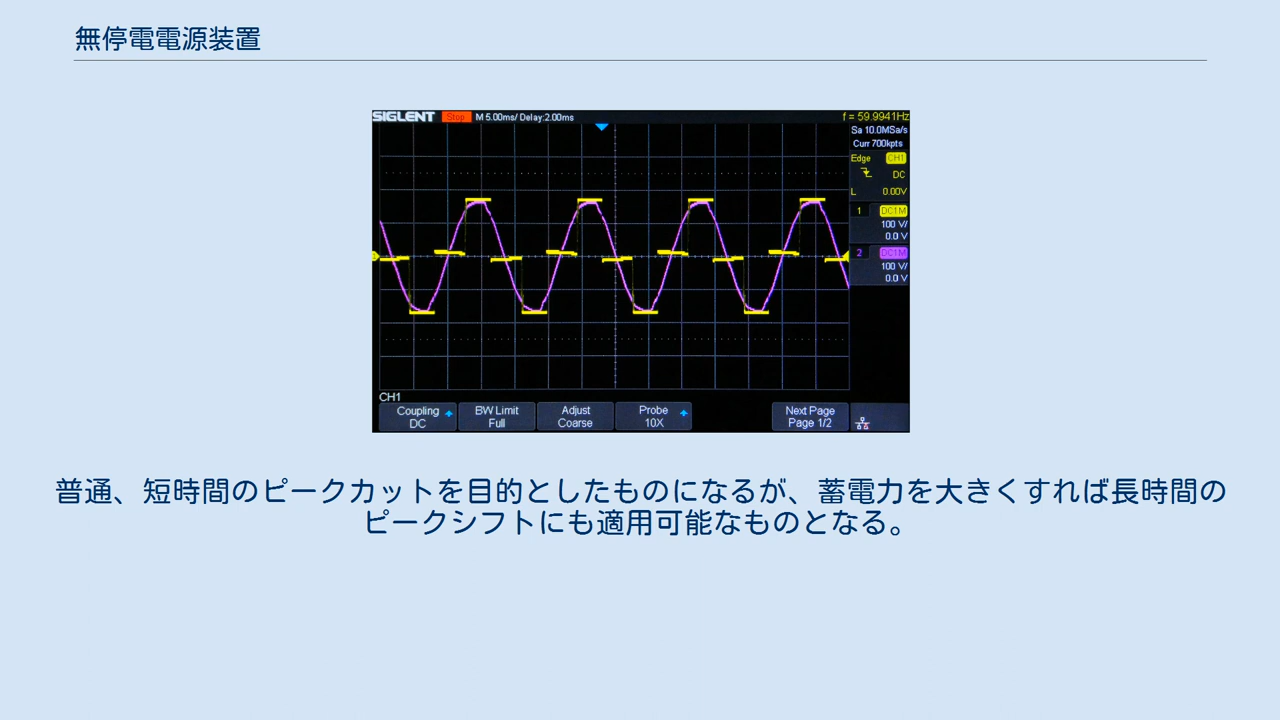 無停電電源装置
SIGLENT Stop M 5.00ms/ Delay:2.00ms f = 59.9941Hz
Sa 10.0MSa/s
Curr 700kpts
Edge CH1
DC
L 0.00V
1 DC1M
100 V/
0.0 V
2 DC1M
100 V/
0.0 V
CH1
Coupling BW Limit Adjust Probe Next Page
DC Full Coarse 10X Page 1/2
普通、短時間のピークカットを目的としたものになるが、蓄電力を大きくすれば長時間の
ピークシフトにも適用可能なものとなる。